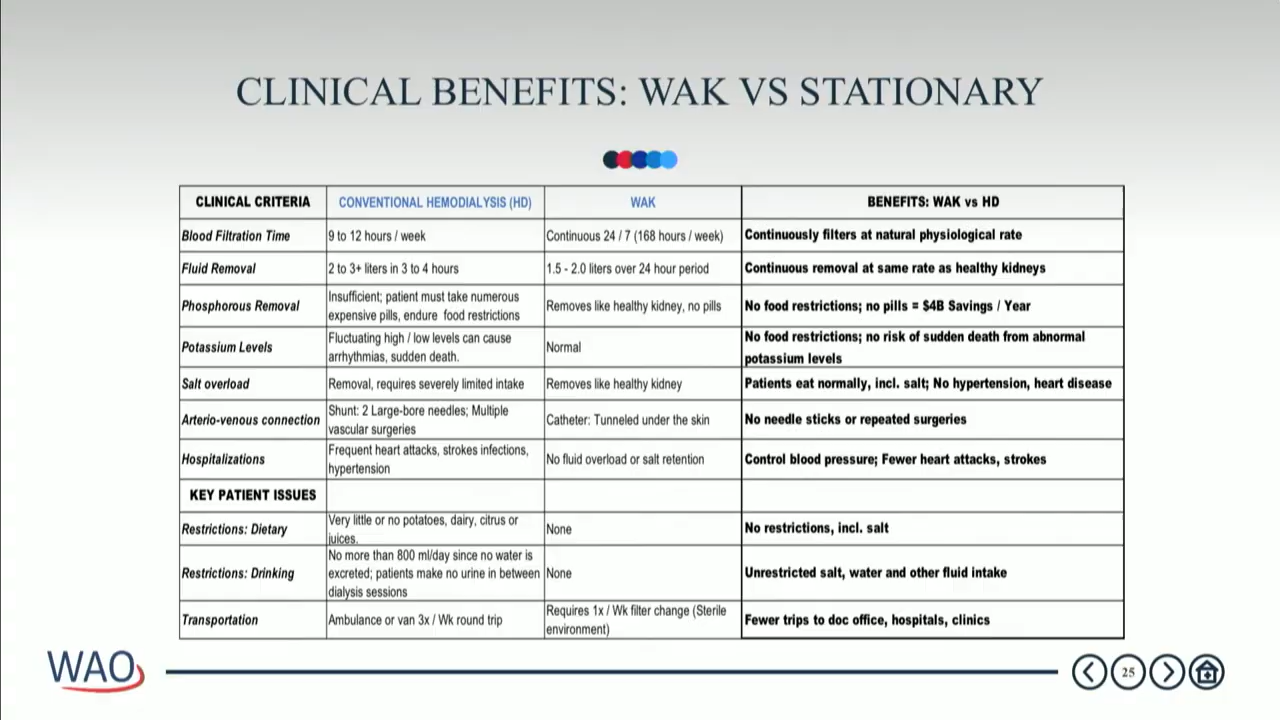 CLINICAL BENEFITS: WAK VS STATIONARY
CLINICAL CRITERIA CONVENTIONAL HEMODIALYSIS (HD) WAK BENEFITS: WAK vs HD
Blood Filtration Time 9 to 12 hours / week Continuous 24 / 7 (168 hours / week) Continuously filters at natural physiological rate
Fluid Removal 2 to 3+ liters in 3 to 4 hours 1.5 - 2.0 liters over 24 hour period Continuous removal at same rate as healthy kidneys
Phosphorous Removal
Insufficient; patient must take numerous
expensive pills, endure food restrictions
Removes like healthy kidney, no pills
No food restrictions; no pills = $4B Savings / Year
Potassium Levels
Fluctuating high / low levels can cause
arrhythmias, sudden death.
Normal
No food restrictions; no risk of sudden death from abnormal
potassium levels
Salt overload Removal, requires severely limited intake Removes like healthy kidney Patients eat normally, incl. salt; No hypertension, heart disease
Arterio-venous connection
Shunt: 2 Large-bore needles; Multiple
vascular surgeries
Catheter: Tunneled under the skin
No needle sticks or repeated surgeries
Hospitalizations
Frequent heart attacks, strokes infections,
hypertension
No fluid overload or salt retention
Control blood pressure; Fewer heart attacks, strokes
KEY PATIENT ISSUES
Restrictions: Dietary
Very little or no potatoes, dairy, citrus or
juices.
None
No restrictions, incl. salt
Restrictions: Drinking
No more than 800 ml/day since no water is
excreted; patients make no urine in between
dialysis sessions
None
Unrestricted salt, water and other fluid intake
Transportation
Ambulance or van 3x / Wk round trip
Requires 1x / Wk filter change (Sterile
environment)
Fewer trips to doc office, hospitals, clinics
WAO
25